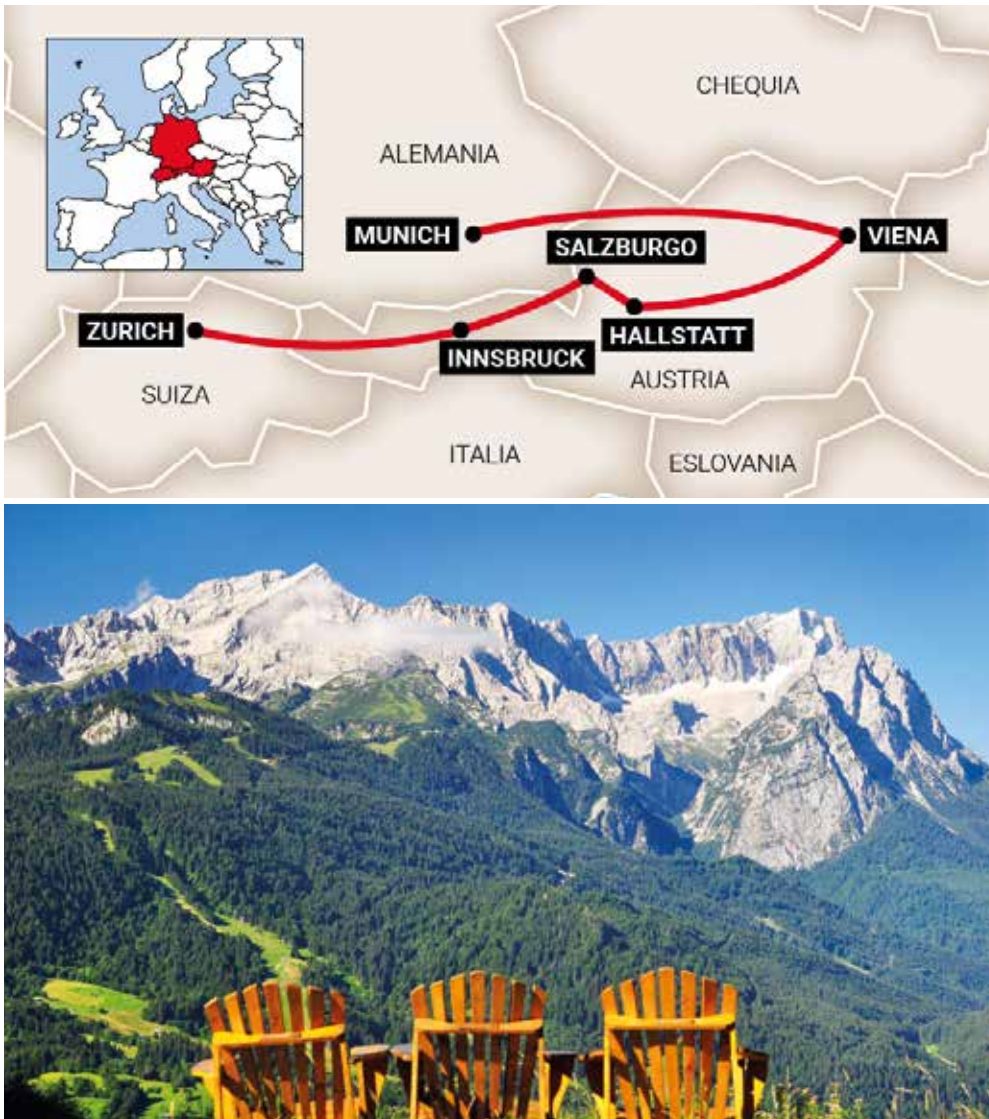 CHEQUIA
ALEMANIA
MUNICH
SALZBURGO
VIENA
ZURICH
INNSBRUCK
HALLSTATT
SUIZA
AUSTRIA
ITALIA
ESLOVANIA